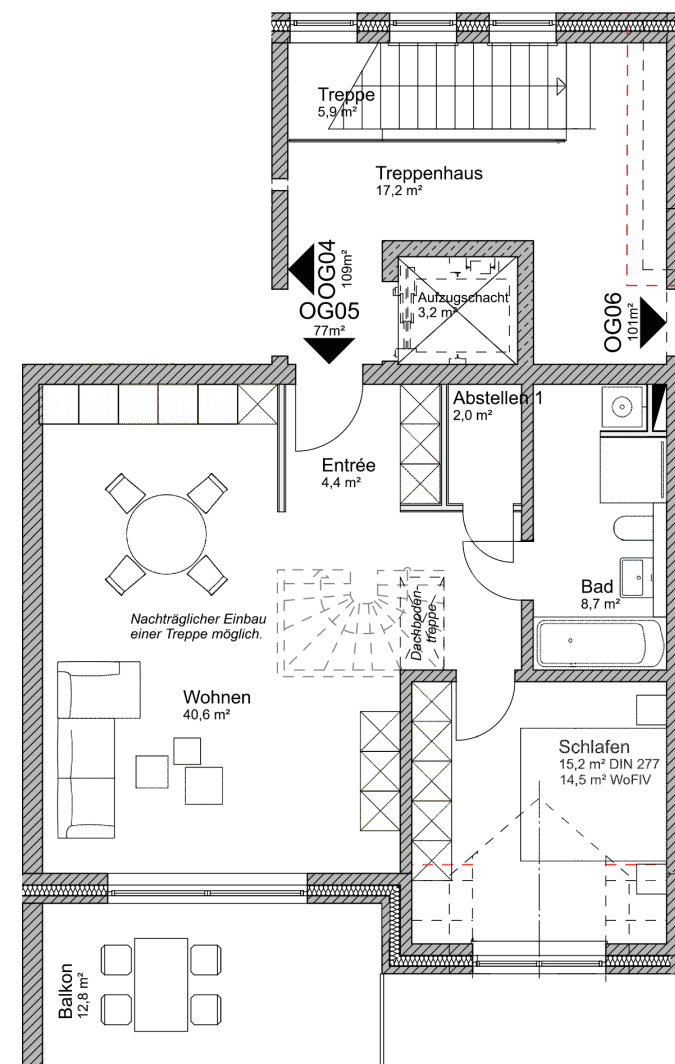 Treppe
5,9 m²
Treppenhaus
17,2 m²
OG04
109m²
OG05
77m²
Aufzugschacht
3,2 m²
OG06
101m²
Abstellen 1
2,0 m²
Entrée
4,4 m²
Bad
8,7 m²
Nachträglicher Einbau
einer Treppe möglich.
Dachboden-
treppe
Wohnen
40,6 m²
Schlafen
15,2 m² DIN 277
14,5 m² WoFIV
Balkon
12,8 m²